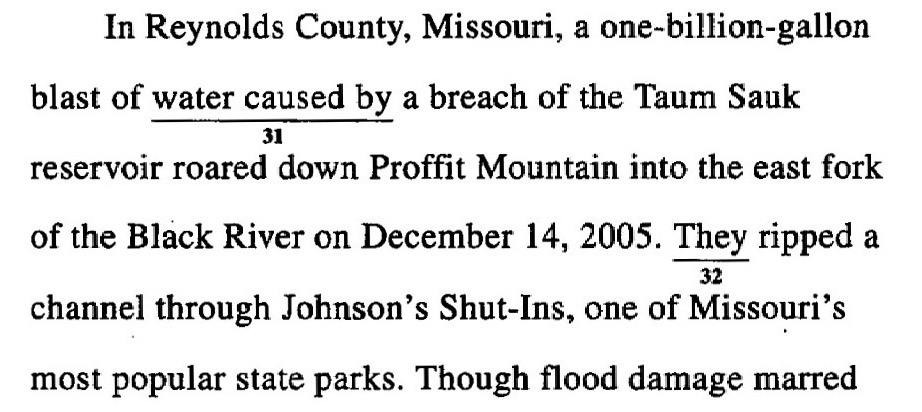 In Reynolds County, Missouri, a one-billion-gallon
blast of water caused by a breach of the Taum Sauk
31
reservoir roared down Proffit Mountain into the east fork
of the Black River on December 14, 2005. They ripped a
32
channel through Johnson's Shut-Ins, one of Missouri's
most popular state parks. Though flood damage marred